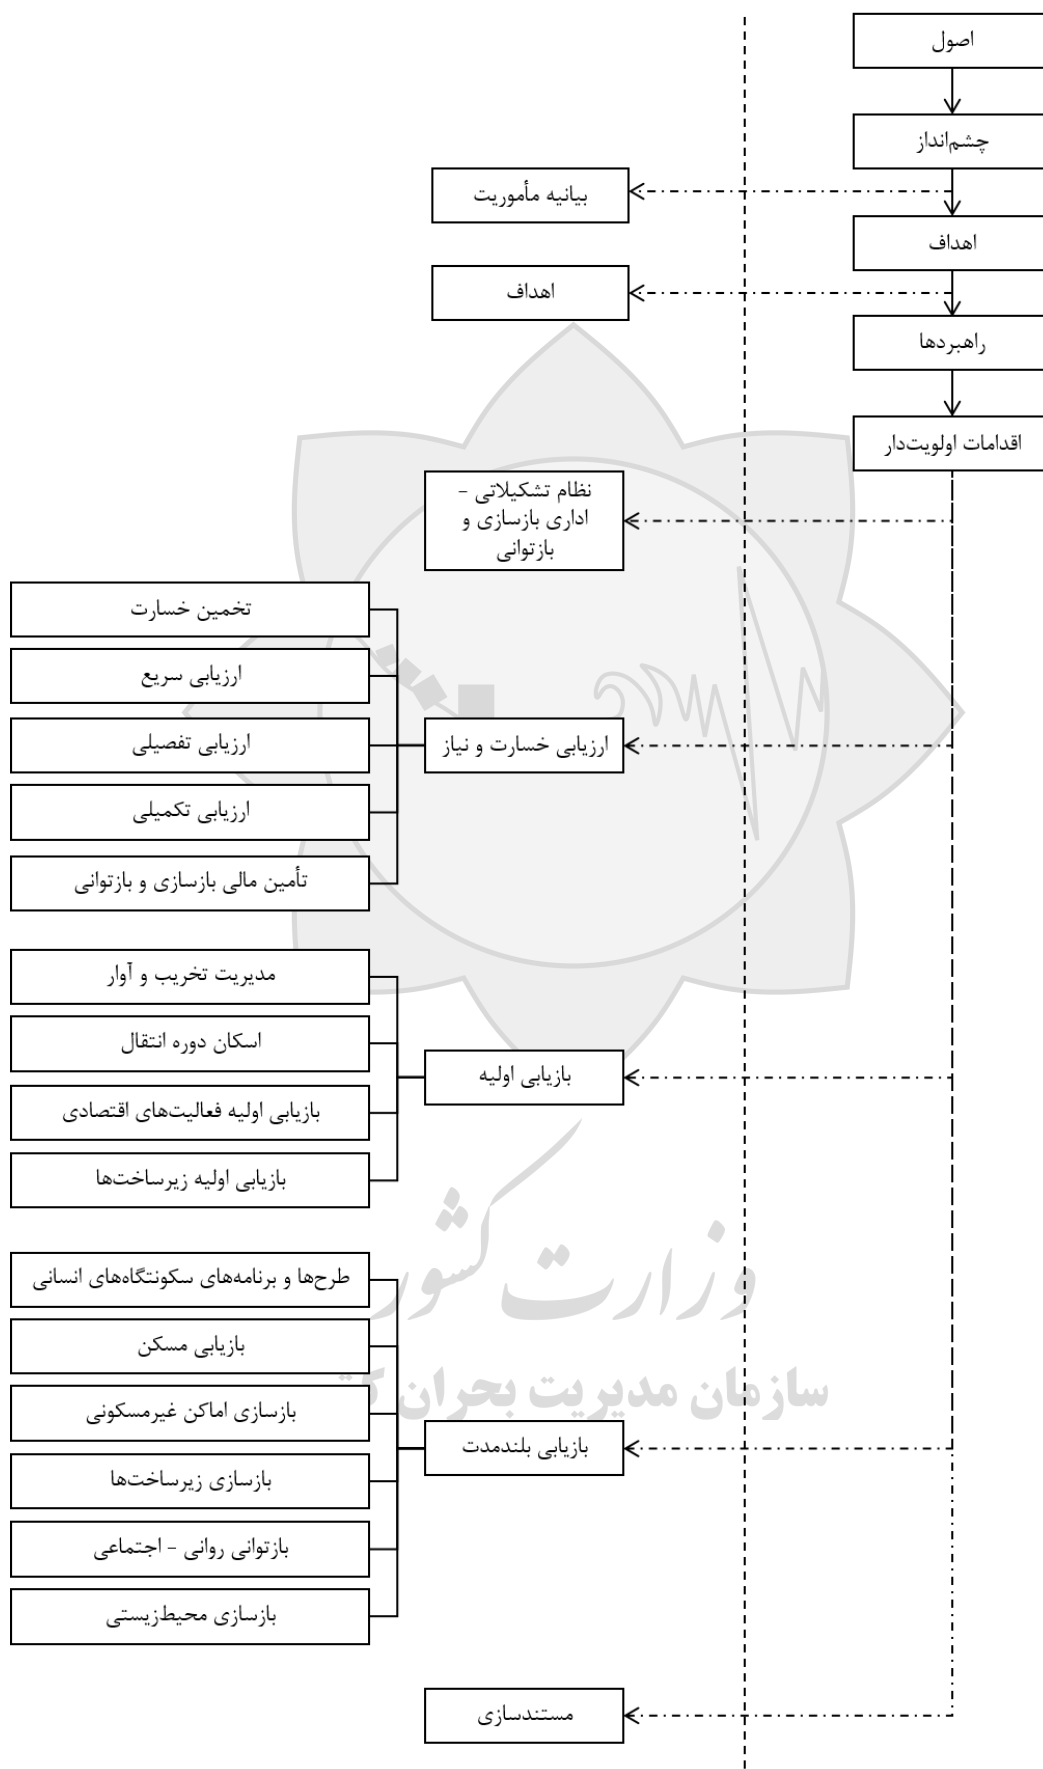 اصول
چشم‌انداز
بیانیه مأموریت
اهداف
اهداف
راهبردها
اقدامات اولویت‌دار
نظام تشکیلاتی -
اداری بازسازی و
بازتوانی
ارزیابی خسارت و نیاز
تخمین خسارت
ارزیابی سریع
ارزیابی تفصیلی
ارزیابی تکمیلی
تأمین مالی بازسازی و بازتوانی
بازیابی اولیه
مدیریت تخریب و آوار
اسکان دوره انتقال
بازیابی اولیه فعالیت‌های اقتصادی
بازیابی اولیه زیرساخت‌ها
وزارت کشور
سازمان مدیریت بحران
بازیابی بلندمدت
طرح‌ها و برنامه‌های سکونتگاه‌های انسانی
بازیابی مسکن
بازسازی اماکن غیرمسکونی
بازسازی زیرساخت‌ها
بازتوانی روانی - اجتماعی
بازسازی محیط‌زیستی
مستندسازی